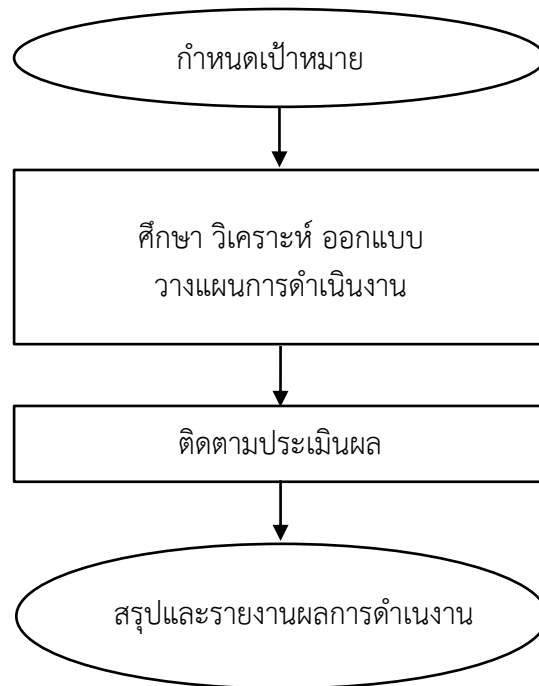 กำหนดเป้าหมาย
ศึกษา วิเคราะห์ ออกแบบ
วางแผนการดำเนินงาน
ติดตามประเมินผล
สรุปและรายงานผลการดำเนงาน